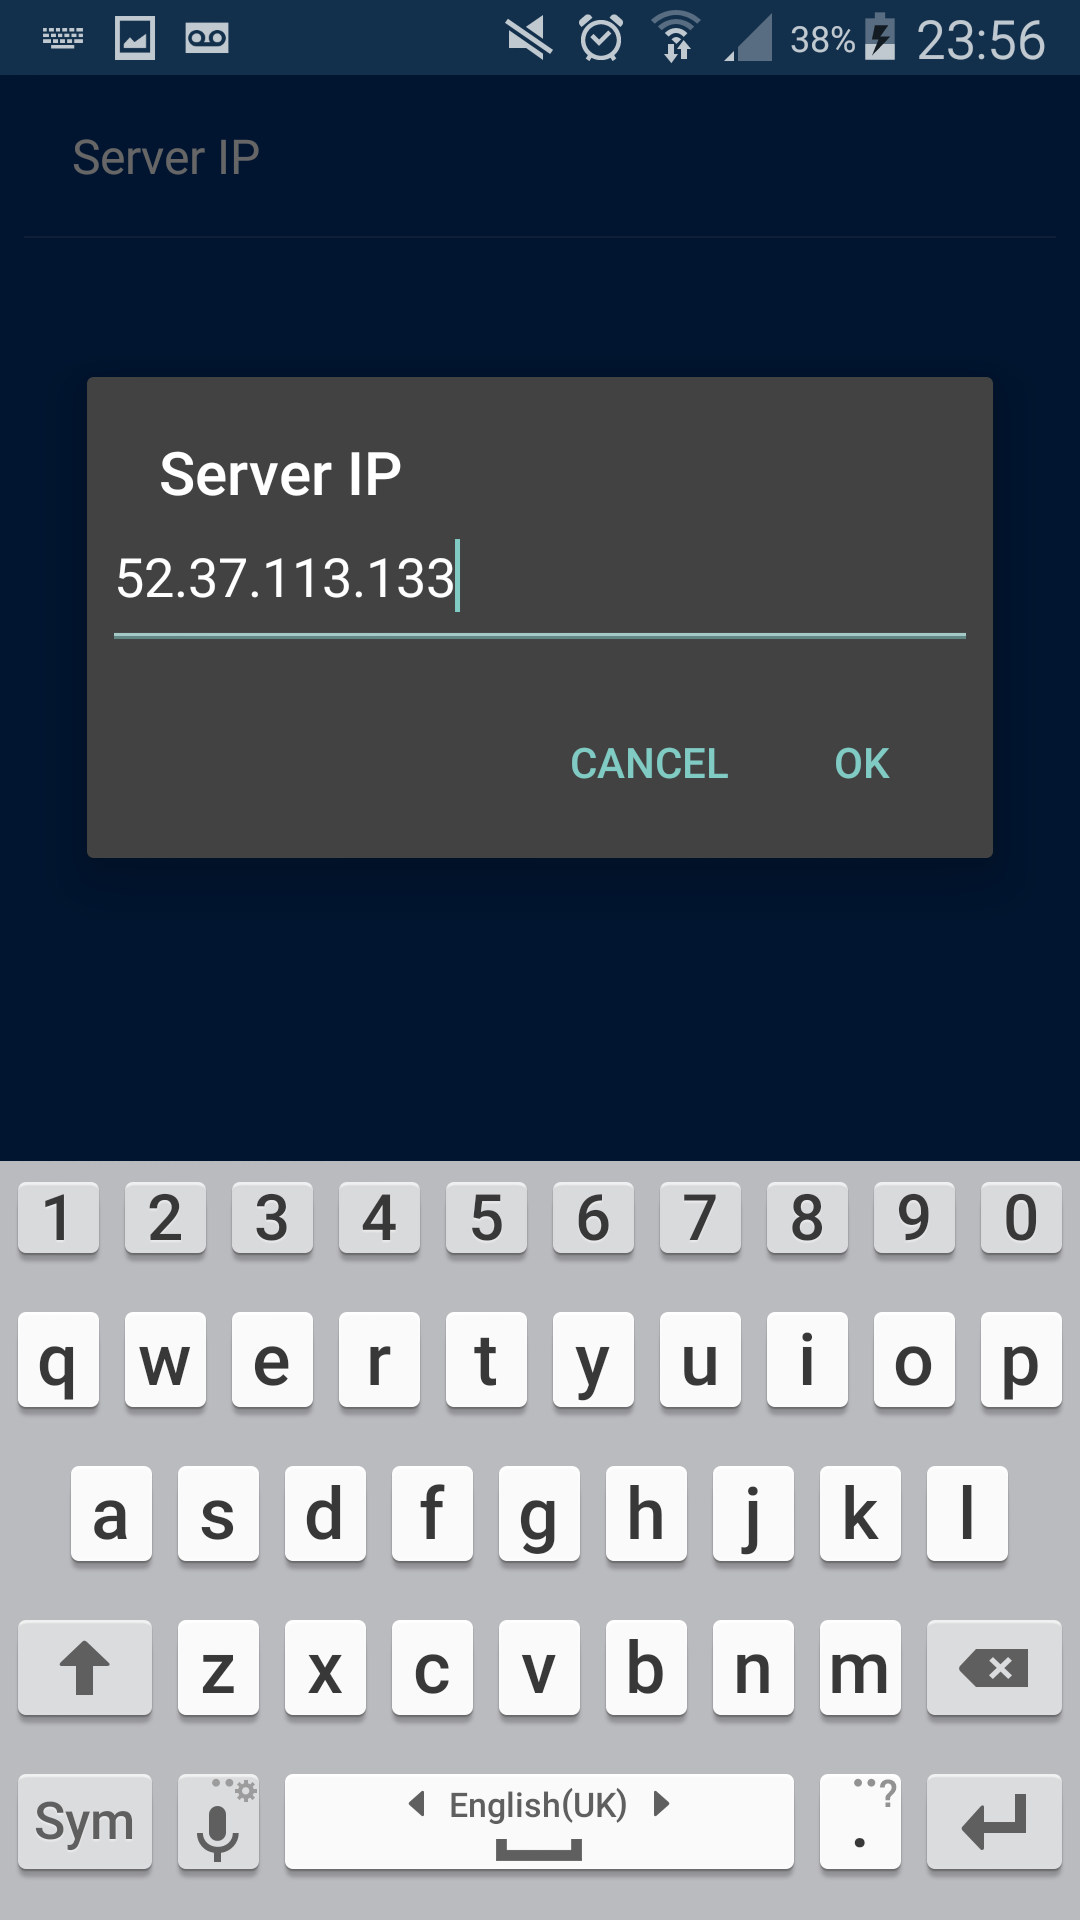 38% 23:56
Server IP
Server IP
52.37.113.133
CANCEL OK
1 2 3 4 5 6 7 8 9 0
q w e r t y u i o p
a s d f g h j k l
z x c v b n m
Sym English(UK) . ?